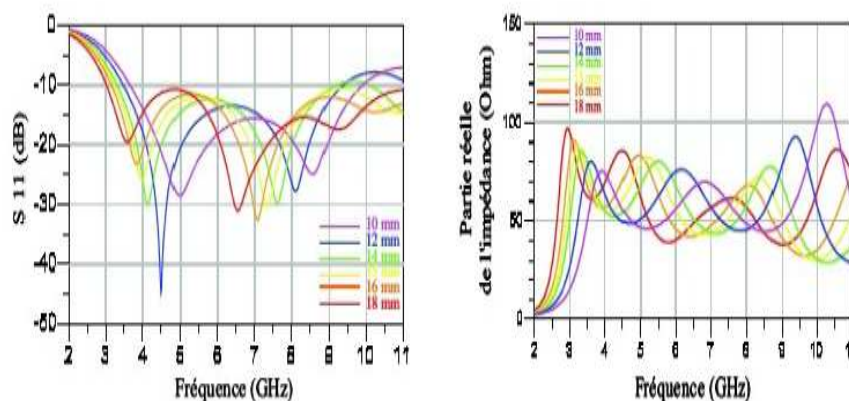 0
-10
-20
-30
-40
-50
S 11 (dB)
10 mm
12 mm
14 mm
16 mm
18 mm
2 3 4 5 6 7 8 9 10 11
Fréquence (GHz)
150
100
50
0
Partie réelle
de l'impédance (Ohm)
10 mm
12 mm
14 mm
16 mm
18 mm
2 3 4 5 6 7 8 9 10 11
Fréquence (GHz)